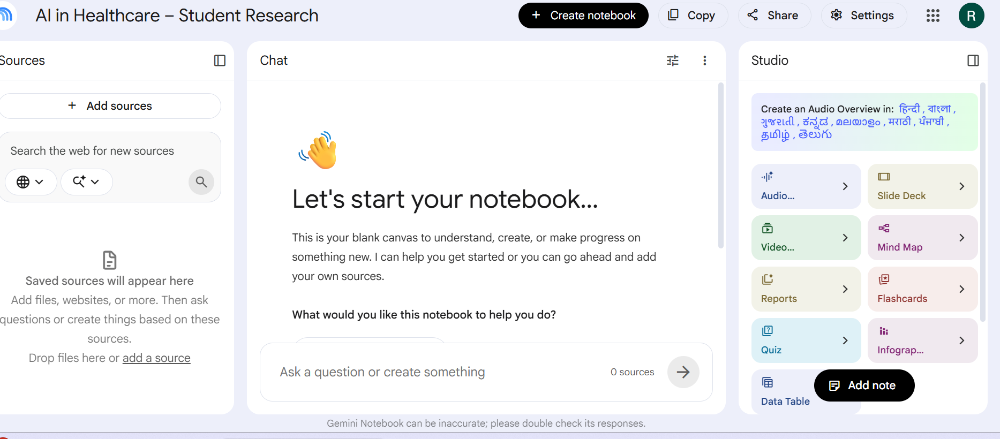 AI in Healthcare – Student Research
Create notebook
Copy
Share
Settings
R
Sources
Add sources
Search the web for new sources
Saved sources will appear here
Add files, websites, or more. Then ask
questions or create things based on these
sources.
Drop files here or add a source
Chat
Let's start your notebook...
This is your blank canvas to understand, create, or make progress on
something new. I can help you get started or you can go ahead and add
your own sources.
What would you like this notebook to help you do?
Ask a question or create something
0 sources
Studio
Create an Audio Overview in: हिन्दी , বাংলা ,
ગુજરાતી , ಕನ್ನಡ , മലയാളം , मराठी , ਪੰਜਾਬੀ ,
தமிழ் , తెలుగు
Audio...
Slide Deck
Video...
Mind Map
Reports
Flashcards
Quiz
Infograp...
Data Table
Add note
Gemini Notebook can be inaccurate; please double check its responses.